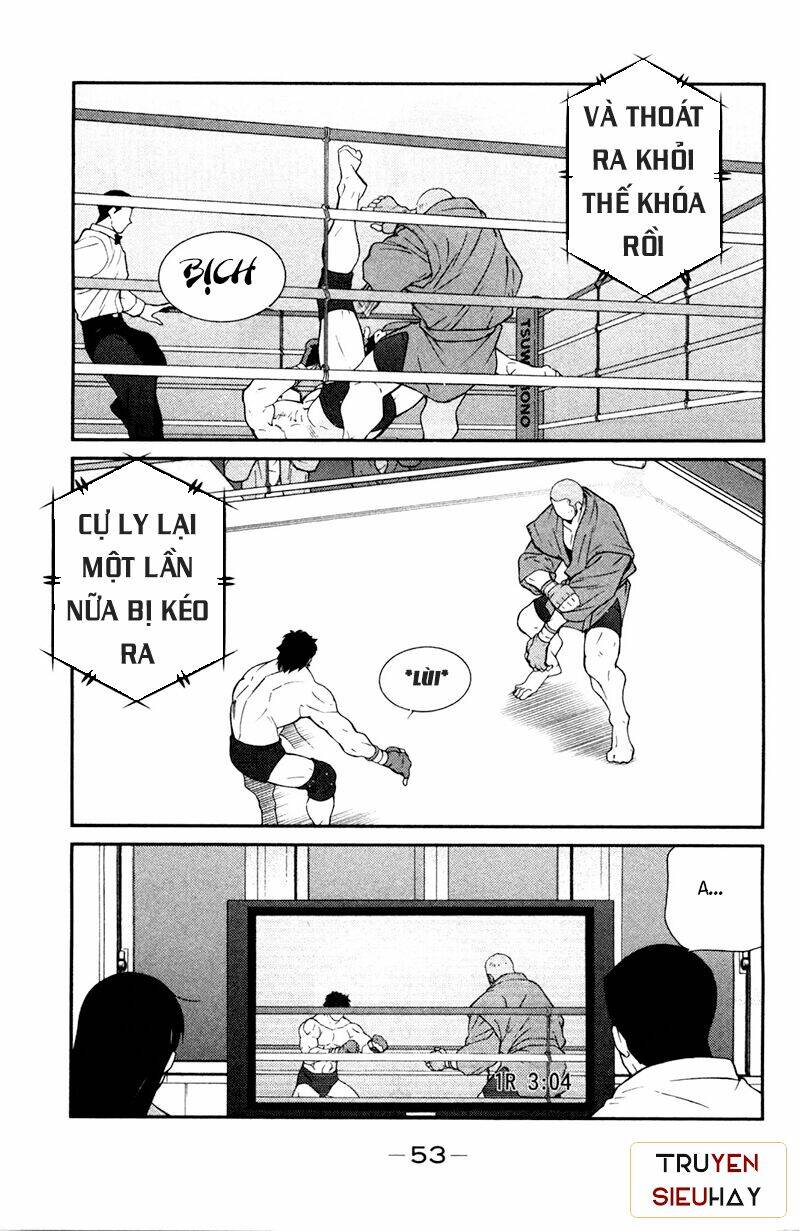 VÀ THOÁT
RA KHỎI
THẾ KHÓA
RỒI
BỊCH
CỰ LY LẠI
MỘT LẦN
NỮA BỊ KÉO
RA
*LÙI*
A...
1R 3:04
-53-
TRUYEN
SIEUHAY